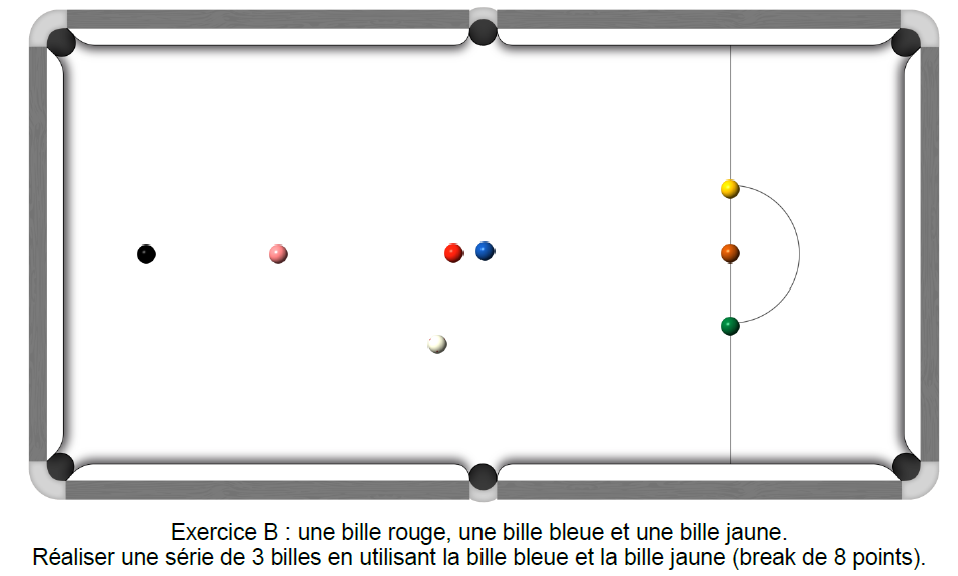 Exercice B : une bille rouge, une bille bleue et une bille jaune.
Réaliser une série de 3 billes en utilisant la bille bleue et la bille jaune (break de 8 points).